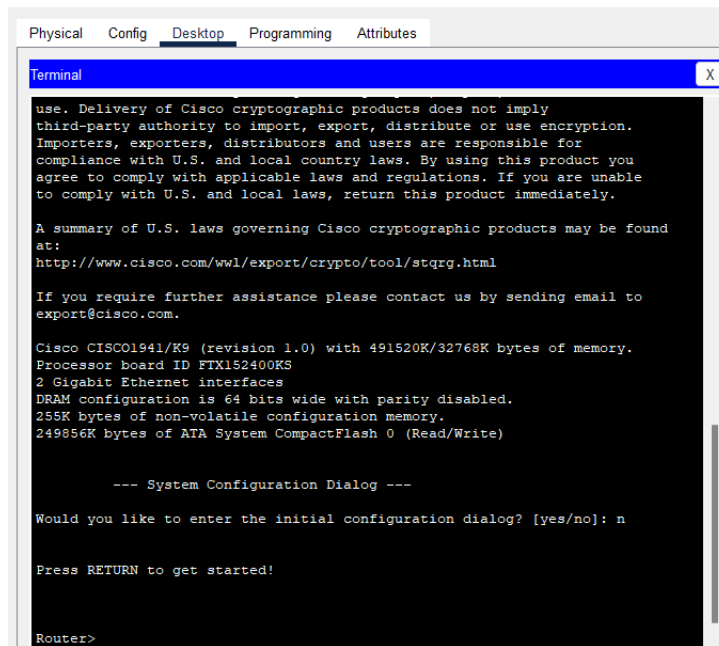 Physical Config Desktop Programming Attributes
Terminal X
use. Delivery of Cisco cryptographic products does not imply
third-party authority to import, export, distribute or use encryption.
Importers, exporters, distributors and users are responsible for
compliance with U.S. and local country laws. By using this product you
agree to comply with applicable laws and regulations. If you are unable
to comply with U.S. and local laws, return this product immediately.
A summary of U.S. laws governing Cisco cryptographic products may be found
at:
http://www.cisco.com/wwl/export/crypto/tool/stqrg.html
If you require further assistance please contact us by sending email to
export@cisco.com.
Cisco CISCO1941/K9 (revision 1.0) with 491520K/32768K bytes of memory.
Processor board ID FTX152400KS
2 Gigabit Ethernet interfaces
DRAM configuration is 64 bits wide with parity disabled.
255K bytes of non-volatile configuration memory.
249856K bytes of ATA System CompactFlash 0 (Read/Write)
--- System Configuration Dialog ---
Would you like to enter the initial configuration dialog? [yes/no]: n
Press RETURN to get started!
Router>